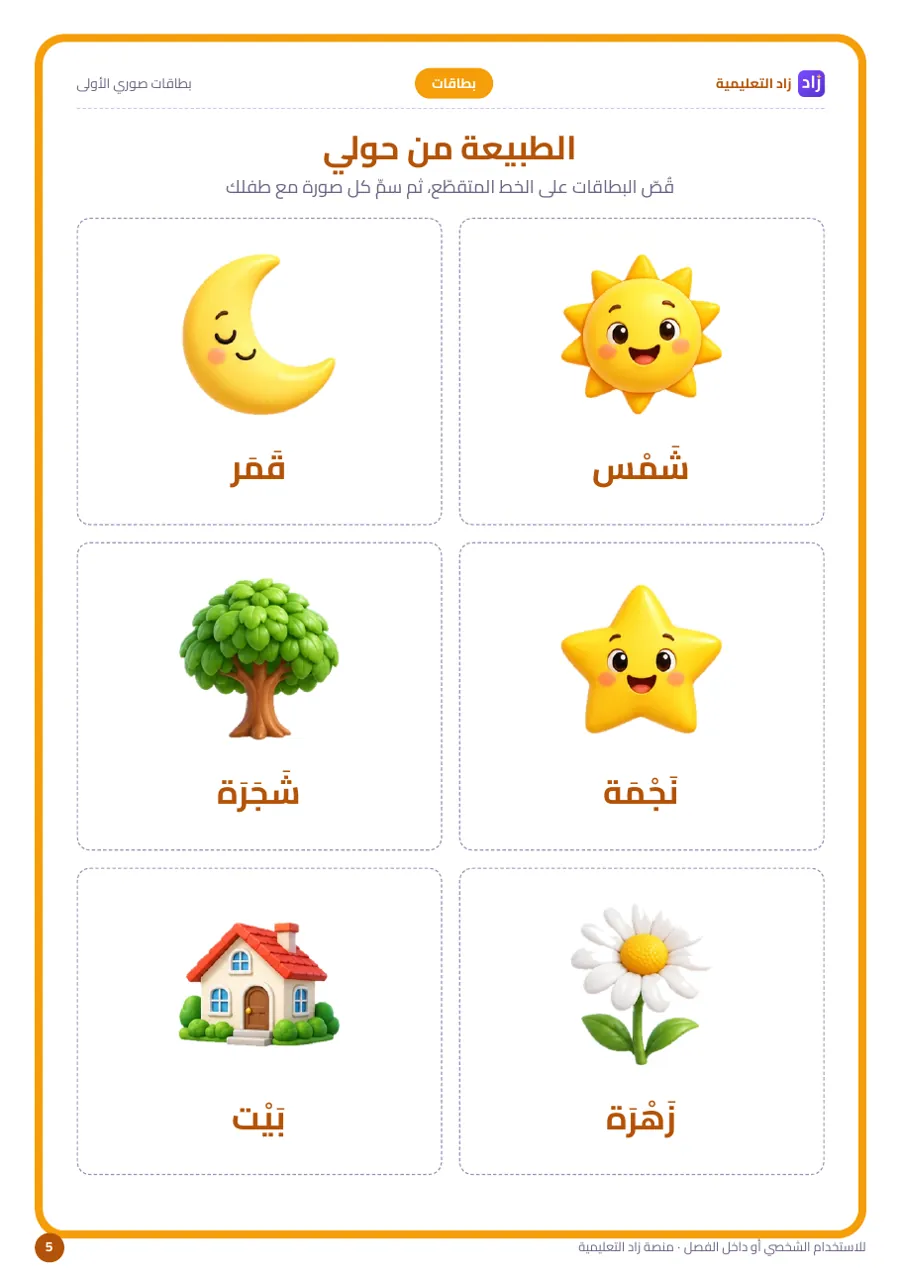 زاد زاد التعليمية
بطاقات
بطاقات صوري الأولى
الطبيعة من حولي
قُصّ البطاقات على الخط المتقطّع، ثم سمِّ كل صورة مع طفلك
شَمْس
قَمَر
نَجْمَة
شَجَرَة
زَهْرَة
بَيْت
للاستخدام الشخصي أو داخل الفصل · منصة زاد التعليمية
5